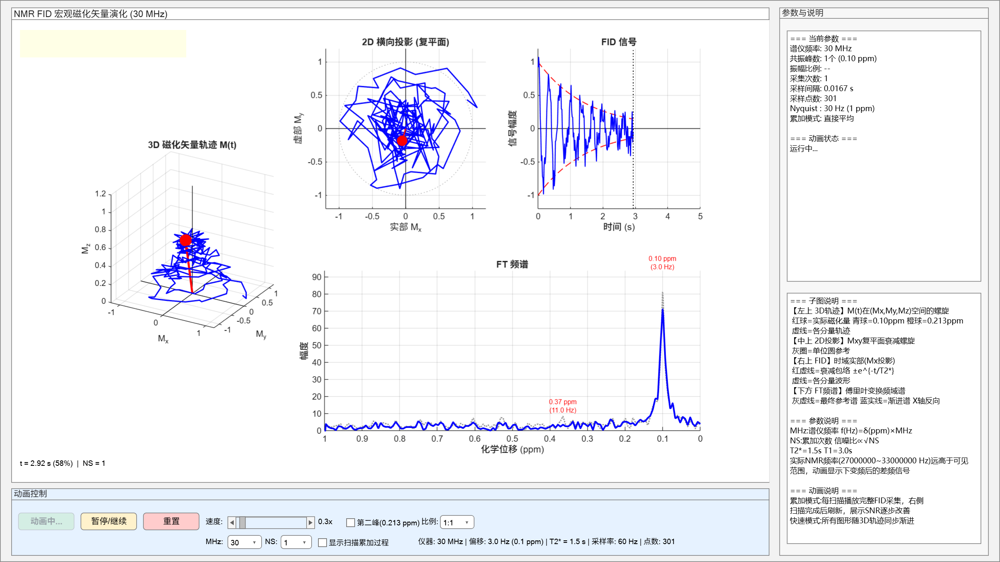 NMR FID 宏观磁化矢量演化 (30 MHz)
3D 磁化矢量轨迹 M(t)
1.2
1
0.8
0.6
0.4
0.2
0
Mz
-1
0
1
Mx
-1
-0.5
0
0.5
1
My
2D 横向投影 (复平面)
1
0.5
0
-0.5
-1
虚部 My
-1
-0.5
0
0.5
1
实部 Mx
FID 信号
1
0.5
0
-0.5
-1
信号幅度
0
1
2
3
4
5
时间 (s)
FT 频谱
0.10 ppm
(3.0 Hz)
0.37 ppm
(11.0 Hz)
90
80
70
60
50
40
30
20
10
0
幅度
1
0.9
0.8
0.7
0.6
0.5
0.4
0.3
0.2
0.1
0
化学位移 (ppm)
t = 2.92 s (58%) | NS = 1
动画控制
动画中...
暂停/继续
重置
速度:
0.3x
第二峰(0.213 ppm)
比例:
1:1
MHz:
30
NS:
1
显示扫描累加过程
仪器: 30 MHz | 偏移: 3.0 Hz (0.1 ppm) | T2* = 1.5 s | 采样率: 60 Hz | 点数: 301
参数与说明
=== 当前参数 ===
谱仪频率: 30 MHz
共振峰数: 1个 (0.10 ppm)
振幅比例: --
采集次数: 1
采样间隔: 0.0167 s
采样点数: 301
Nyquist : 30 Hz (1 ppm)
累加模式: 直接平均
=== 动画状态 ===
运行中...
=== 子图说明 ===
【左上 3D轨迹】M(t)在(Mx,My,Mz)空间的螺旋
红球=实际磁化量 青球=0.10ppm 橙球=0.213ppm
虚线=各分量轨迹
【中上 2D投影】Mxy复平面衰减螺旋
灰圈=单位圆参考
【右上 FID】时域实部(Mx投影)
红虚线=衰减包络 ±e^{-t/T2*}
虚线=各分量波形
【下方 FT频谱】傅里叶变换频域谱
灰虚线=最终参考谱 蓝实线=渐进谱 X轴反向
=== 参数说明 ===
MHz:谱仪频率 f(Hz)=δ(ppm)×MHz
NS:累加次数 信噪比∝√NS
T2*=1.5s T1=3.0s
实际NMR频率(27000000~33000000 Hz)远高于可见
范围，动画显示下变频后的差频信号
=== 动画说明 ===
累加模式:每扫描播放完整FID采集，右侧
扫描完成后刷新，展示SNR逐步改善
快速模式:所有图形随3D轨迹同步渐进